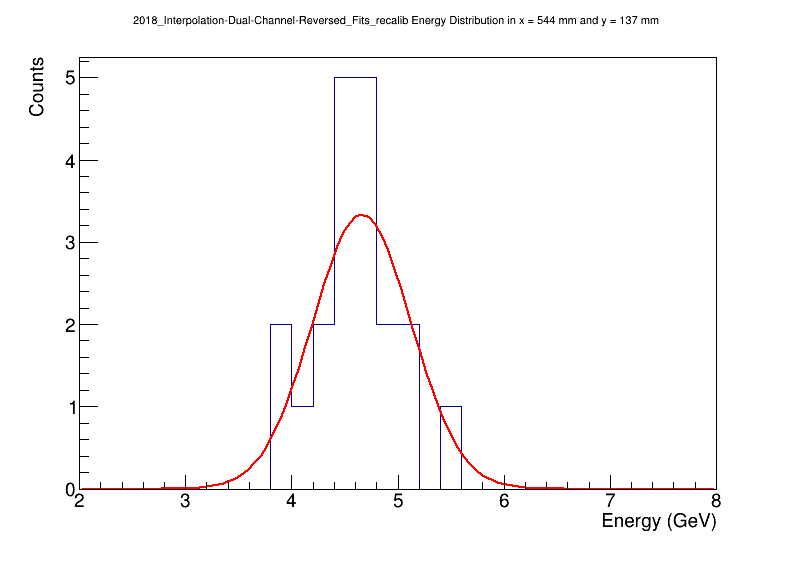 2018_Interpolation-Dual-Channel-Reversed_Fits_recalib Energy Distribution in x = 544 mm and y = 137 mm
Counts
5
4
3
2
1
0
2 3 4 5 6 7 8
Energy (GeV)